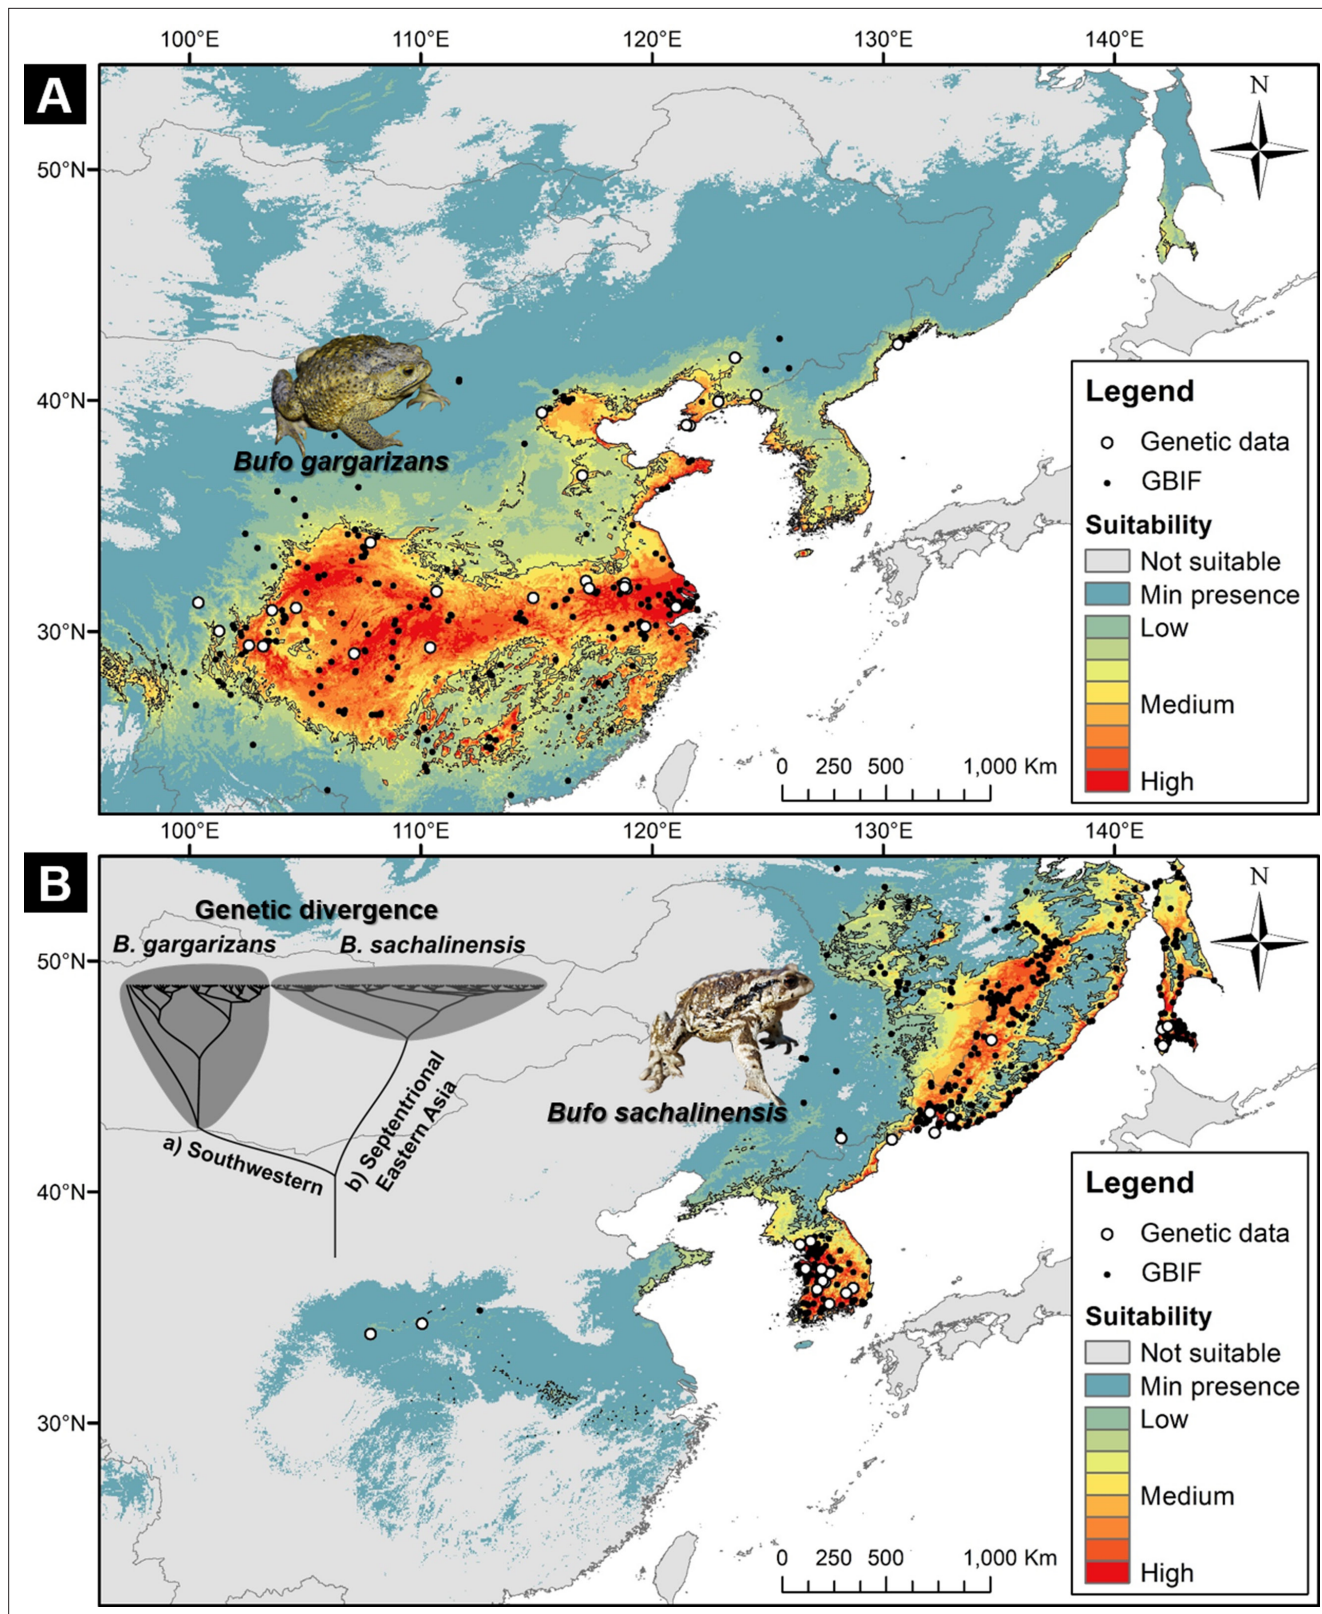 100°E 110°E 120°E 130°E 140°E
A
N
50°N
40°N
30°N
Bufo gargarizans
Legend
Genetic data
GBIF
Suitability
Not suitable
Min presence
Low
Medium
High
0 250 500 1,000 Km
100°E 110°E 120°E 130°E 140°E
B
N
Genetic divergence
B. gargarizans B. sachalinensis
50°N
40°N
30°N
a) Southwestern
b) Septentrional
Eastern Asia
Bufo sachalinensis
Legend
Genetic data
GBIF
Suitability
Not suitable
Min presence
Low
Medium
High
0 250 500 1,000 Km